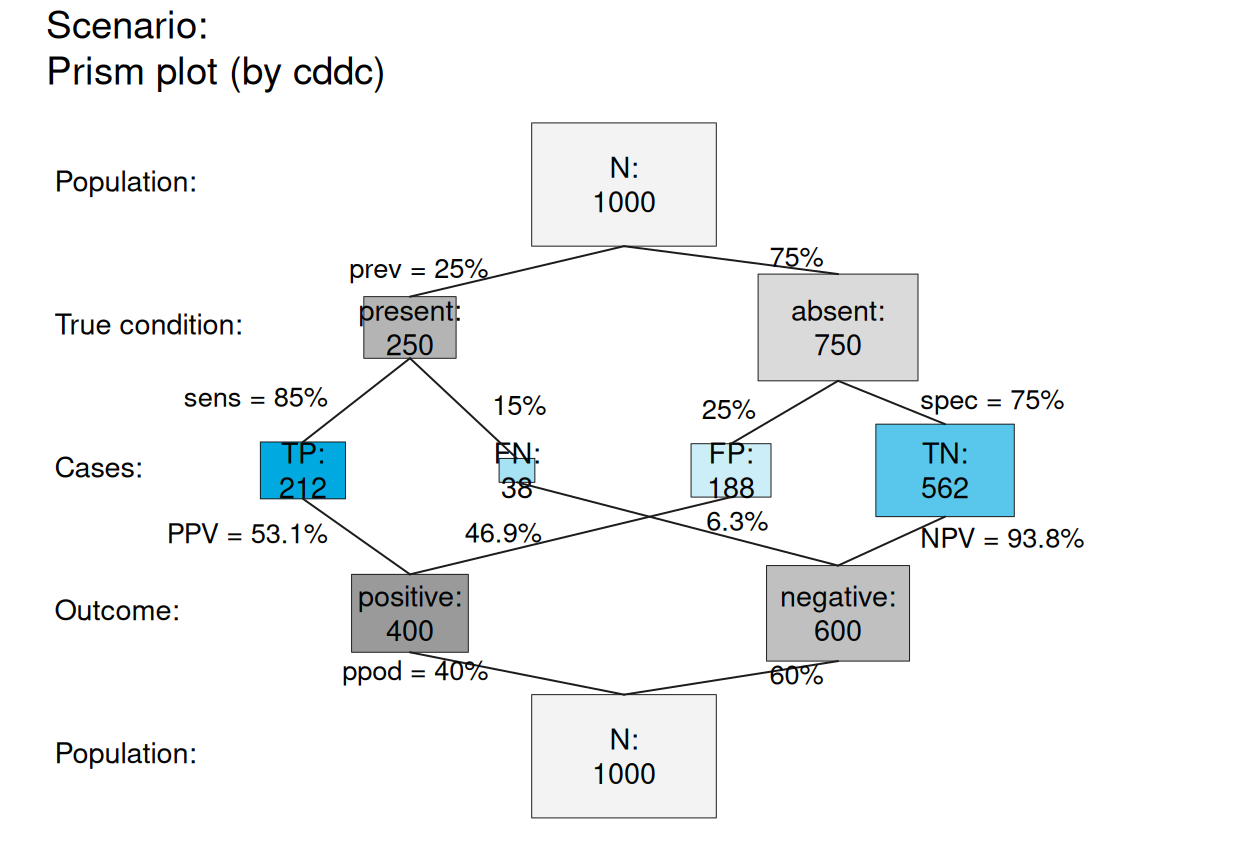 Scenario:
Prism plot (by cddc)
Population:
N:
1000
prev = 25%
75%
True condition:
present:
250
absent:
750
sens = 85%
15%
25%
spec = 75%
Cases:
TP:
212
FN:
38
FP:
188
TN:
562
PPV = 53.1%
46.9%
6.3%
NPV = 93.8%
Outcome:
positive:
400
negative:
600
ppod = 40%
60%
Population:
N:
1000